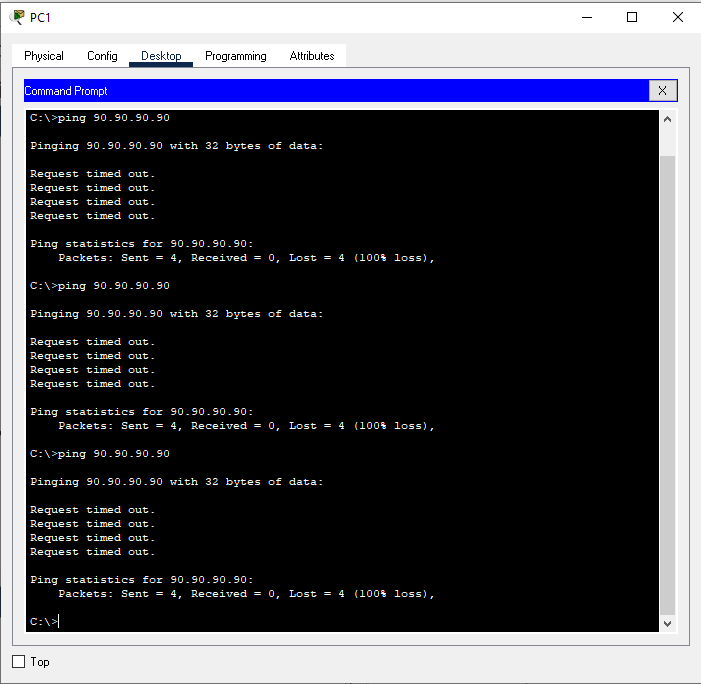 PC1
Physical Config Desktop Programming Attributes
Command Prompt X
C:\>ping 90.90.90.90
Pinging 90.90.90.90 with 32 bytes of data:
Request timed out.
Request timed out.
Request timed out.
Request timed out.
Ping statistics for 90.90.90.90:
Packets: Sent = 4, Received = 0, Lost = 4 (100% loss),
C:\>ping 90.90.90.90
Pinging 90.90.90.90 with 32 bytes of data:
Request timed out.
Request timed out.
Request timed out.
Request timed out.
Ping statistics for 90.90.90.90:
Packets: Sent = 4, Received = 0, Lost = 4 (100% loss),
C:\>ping 90.90.90.90
Pinging 90.90.90.90 with 32 bytes of data:
Request timed out.
Request timed out.
Request timed out.
Request timed out.
Ping statistics for 90.90.90.90:
Packets: Sent = 4, Received = 0, Lost = 4 (100% loss),
C:\>
Top